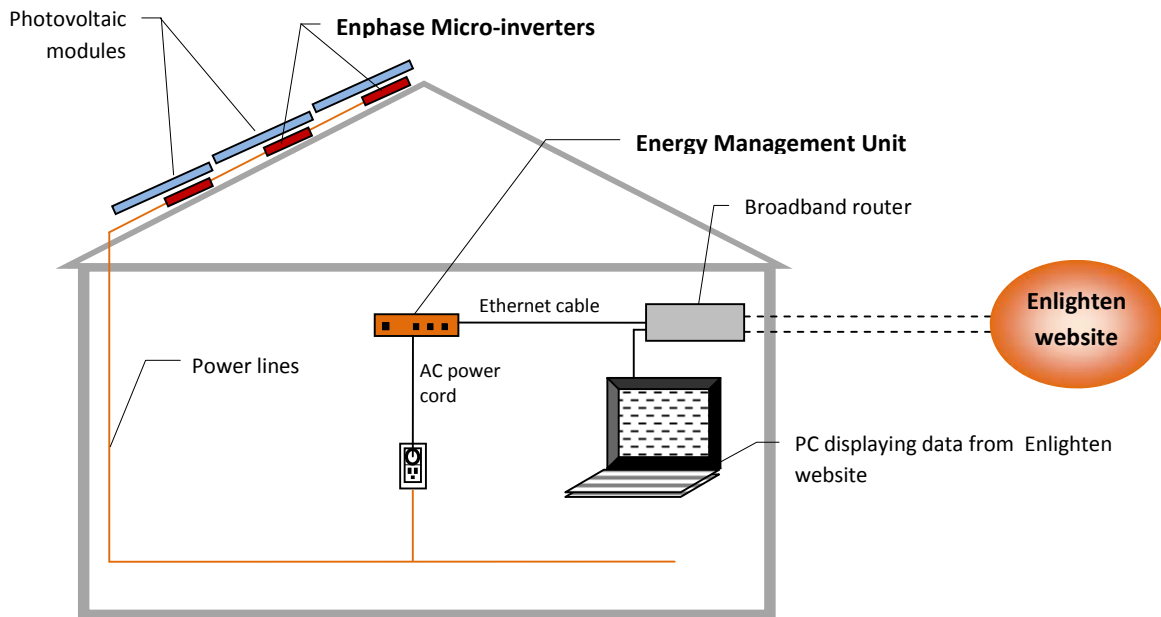 Photovoltaic
modules
Enphase Micro-inverters
Energy Management Unit
Broadband router
Ethernet cable
Enlighten
website
Power lines
AC power
cord
PC displaying data from Enlighten
website